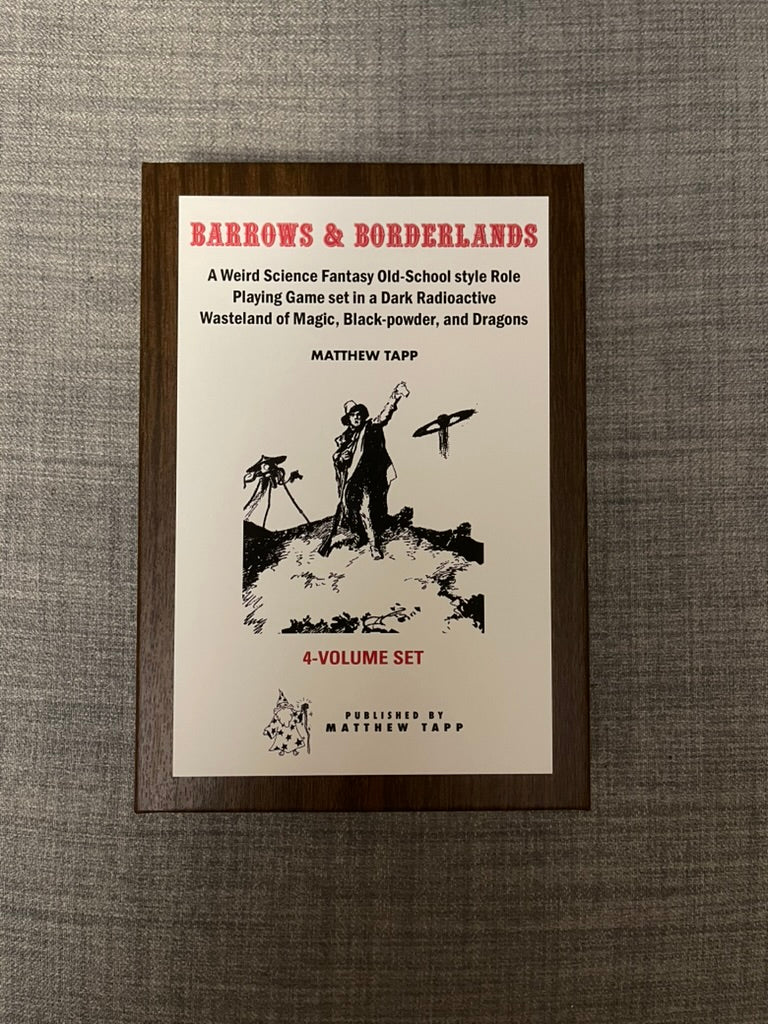 BARROWS & BORDERLANDS
A Weird Science Fantasy Old-School style Role
Playing Game set in a Dark Radioactive
Wasteland of Magic, Black-powder, and Dragons
MATTHEW TAPP
4-VOLUME SET
PUBLISHED BY
MATTHEW TAPP